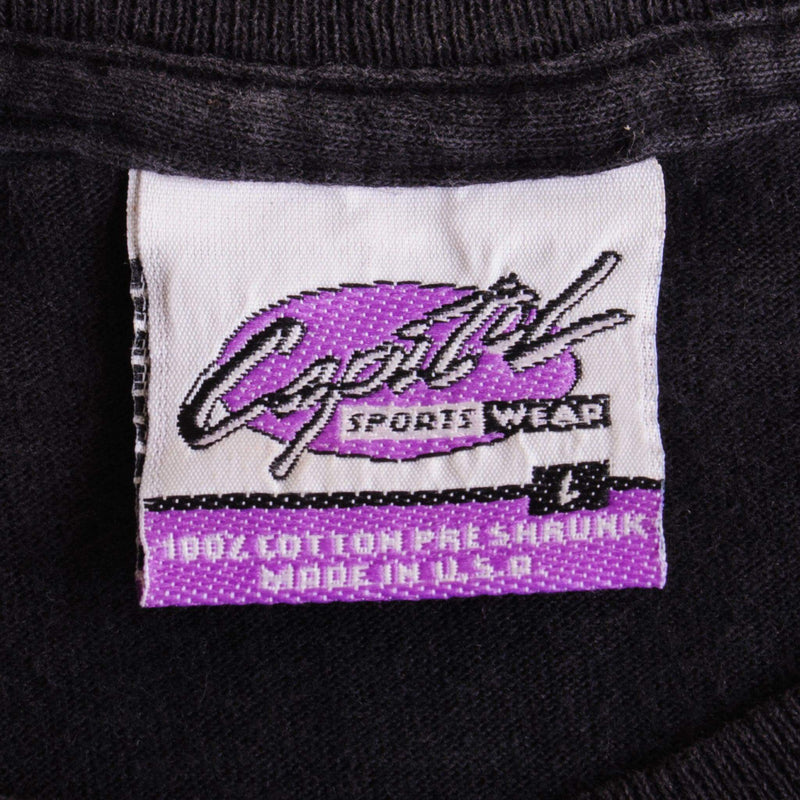 Capitol
SPORTS WEAR
L
100% COTTON PRESHRUNK
MADE IN U.S.A.